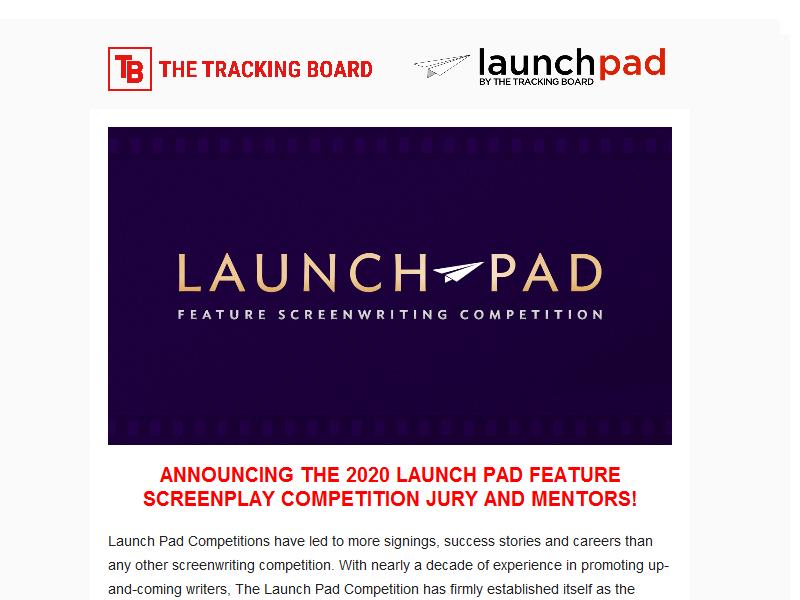 TB THE TRACKING BOARD
launchpad
BY THE TRACKING BOARD
LAUNCH PAD
FEATURE SCREENWRITING COMPETITION
ANNOUNCING THE 2020 LAUNCH PAD FEATURE
SCREENPLAY COMPETITION JURY AND MENTORS!
Launch Pad Competitions have led to more signings, success stories and careers than
any other screenwriting competition. With nearly a decade of experience in promoting up-
and-coming writers, The Launch Pad Competition has firmly established itself as the